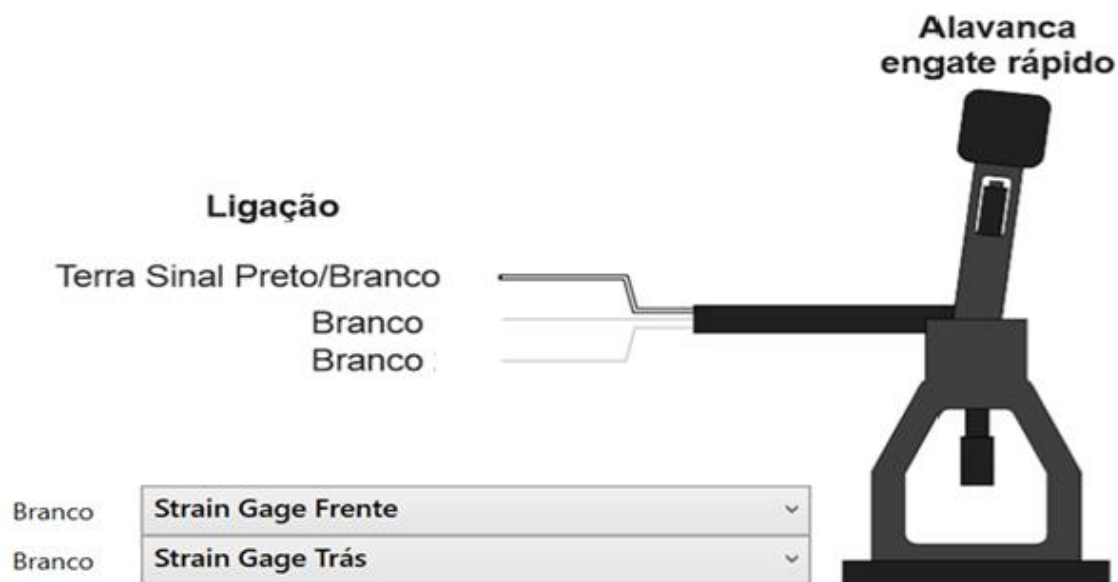 Alavanca
engate rápido
Ligação
Terra Sinal Preto/Branco
Branco
Branco
Branco Strain Gage Frente
Branco Strain Gage Trás